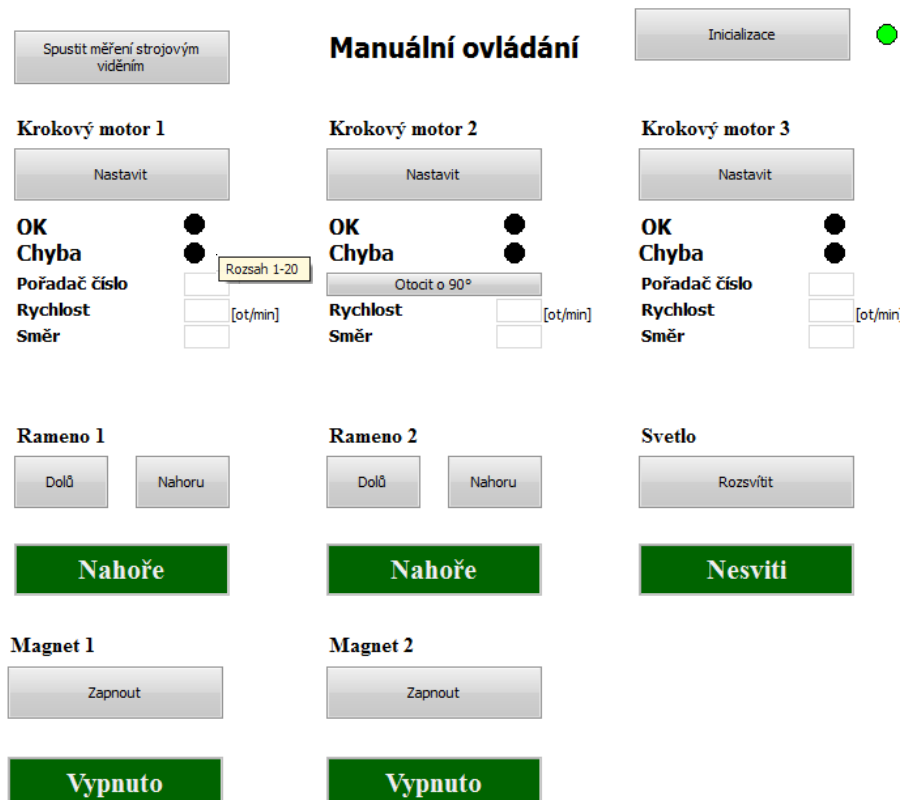 Spustit měření strojovým
viděním
Manuální ovládání
Inicializace
Krokový motor 1
Krokový motor 2
Krokový motor 3
Nastavit
Nastavit
Nastavit
OK
OK
OK
Chyba
Chyba
Chyba
Rozsah 1-20
Pořadač číslo
Otocit o 90°
Pořadač číslo
Rychlost
[ot/min]
Rychlost
[ot/min]
Rychlost
[ot/min]
Směr
Směr
Směr
Rameno 1
Rameno 2
Svetlo
Dolů
Nahoru
Dolů
Nahoru
Rozsvítit
Nahoře
Nahoře
Nesviti
Magnet 1
Magnet 2
Zapnout
Zapnout
Vypnuto
Vypnuto